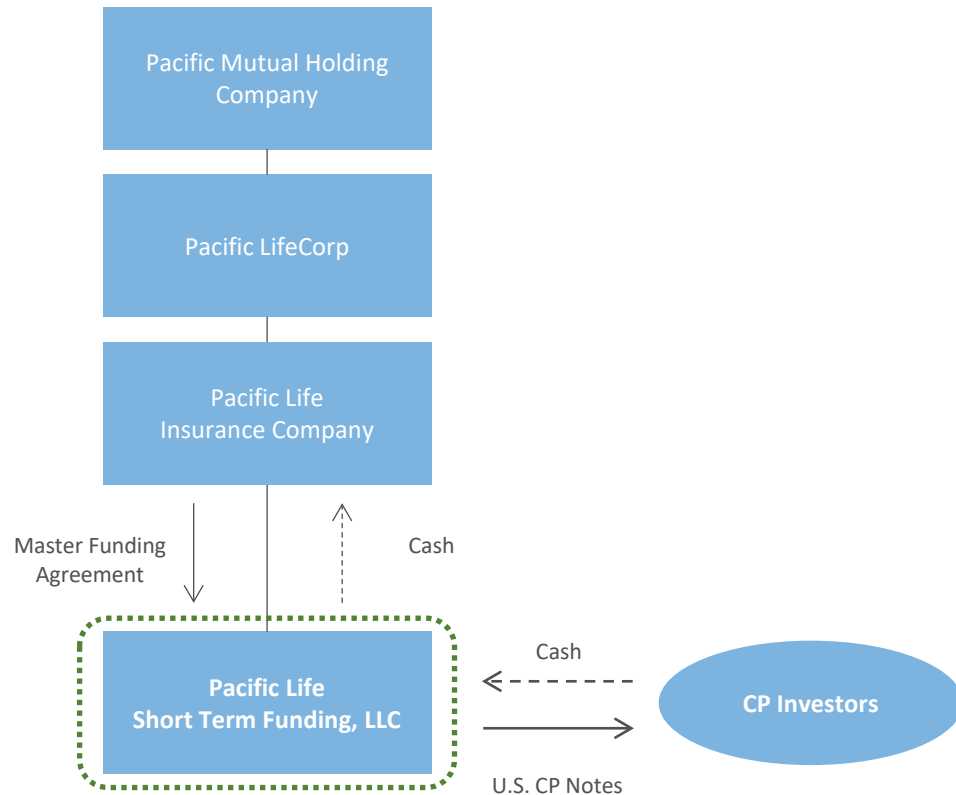 Pacific Mutual Holding
Company
Pacific LifeCorp
Pacific Life
Insurance Company
Master Funding
Agreement
Cash
Pacific Life
Short Term Funding, LLC
Cash
U.S. CP Notes
CP Investors